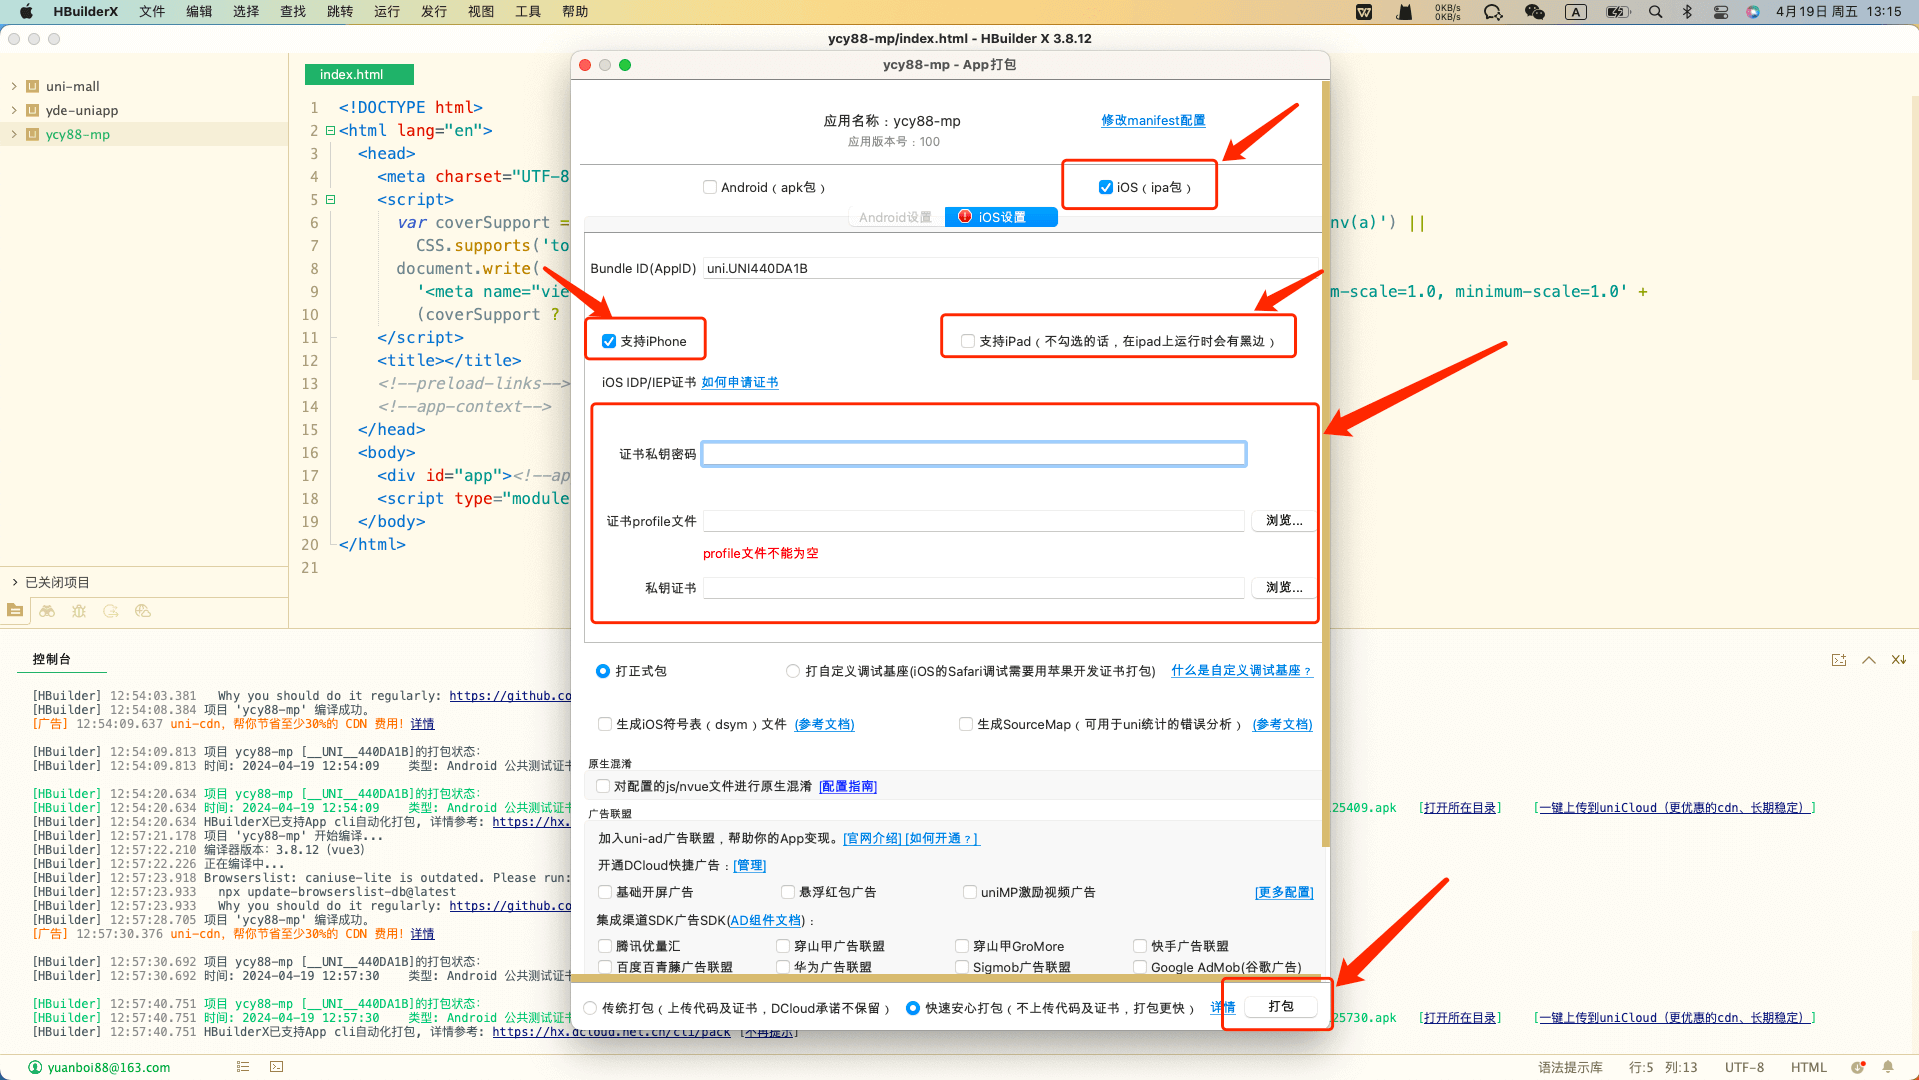 HBuilderX 文件 编辑 选择 查找 跳转 运行 发行 视图 工具 帮助
0KB/s
0KB/s
A
4月19日 周五 13:15
ycy88-mp/index.html - HBuilder X 3.8.12
uni-mall
yde-uniapp
ycy88-mp
已关闭项目
index.html
1 <!DOCTYPE html>
2 <html lang="en">
3 <head>
4 <meta charset="UTF-8
5 <script>
6 var coverSupport = nv(a)') ||
7 CSS.supports('to
8 document.write(
9 '<meta name="vie m-scale=1.0, minimum-scale=1.0' +
10 (coverSupport ?
11 </script>
12 <title></title>
13 <!--preload-links-->
14 <!--app-context-->
15 </head>
16 <body>
17 <div id="app"><!--ap
18 <script type="module
19 </body>
20 </html>
21
ycy88-mp - App打包
应用名称：ycy88-mp
修改manifest配置
应用版本号：100
Android（apk包）
iOS（ipa包）
Android设置
iOS设置
Bundle ID(AppID) uni.UNI440DA1B
支持iPhone
支持iPad（不勾选的话，在ipad上运行时会有黑边）
iOS IDP/IEP证书 如何申请证书
证书私钥密码
证书profile文件
浏览...
profile文件不能为空
私钥证书
浏览...
打正式包
打自定义调试基座(iOS的Safari调试需要用苹果开发证书打包)
什么是自定义调试基座？
生成iOS符号表（dsym）文件 (参考文档)
生成SourceMap（可用于uni统计的错误分析） (参考文档)
原生混淆
对配置的js/nvue文件进行原生混淆 [配置指南]
广告联盟
加入uni-ad广告联盟，帮助你的App变现。[官网介绍] [如何开通？]
开通DCloud快捷广告：[管理]
基础开屏广告 悬浮红包广告 uniMP激励视频广告 [更多配置]
集成渠道SDK广告SDK(AD组件文档)：
腾讯优量汇 穿山甲广告联盟 穿山甲GroMore 快手广告联盟
百度百青藤广告联盟 华为广告联盟 Sigmob广告联盟 Google AdMob(谷歌广告)
传统打包（上传代码及证书，DCloud承诺不保留） 快速安心打包（不上传代码及证书，打包更快） 详情 打包
控制台
[HBuilder] 12:54:03.381 Why you should do it regularly: https://github.co
[HBuilder] 12:54:08.384 项目 'ycy88-mp' 编译成功。
[广告] 12:54:09.637 uni-cdn，帮你节省至少30%的 CDN 费用！详情
[HBuilder] 12:54:09.813 项目 ycy88-mp [__UNI__440DA1B]的打包状态：
[HBuilder] 12:54:09.813 时间: 2024-04-19 12:54:09 类型: Android 公共测试证书
[HBuilder] 12:54:20.634 项目 ycy88-mp [__UNI__440DA1B]的打包状态：
[HBuilder] 12:54:20.634 时间: 2024-04-19 12:54:09 类型: Android 公共测试证书 25409.apk [打开所在目录] [一键上传到uniCloud（更优惠的cdn、长期稳定）]
[HBuilder] 12:54:20.634 HBuilderX已支持App cli自动化打包，详情参考: https://hx.
[HBuilder] 12:57:21.178 项目 'ycy88-mp' 开始编译...
[HBuilder] 12:57:22.210 编译器版本：3.8.12（vue3）
[HBuilder] 12:57:22.226 正在编译中...
[HBuilder] 12:57:23.918 Browserslist: caniuse-lite is outdated. Please run:
[HBuilder] 12:57:23.933 npx update-browserslist-db@latest
[HBuilder] 12:57:23.933 Why you should do it regularly: https://github.co
[HBuilder] 12:57:28.705 项目 'ycy88-mp' 编译成功。
[广告] 12:57:30.376 uni-cdn，帮你节省至少30%的 CDN 费用！详情
[HBuilder] 12:57:30.692 项目 ycy88-mp [__UNI__440DA1B]的打包状态：
[HBuilder] 12:57:30.692 时间: 2024-04-19 12:57:30 类型: Android 公共测试证书
[HBuilder] 12:57:40.751 项目 ycy88-mp [__UNI__440DA1B]的打包状态：
[HBuilder] 12:57:40.751 时间: 2024-04-19 12:57:30 类型: Android 公共测试证书 25730.apk [打开所在目录] [一键上传到uniCloud（更优惠的cdn、长期稳定）]
[HBuilder] 12:57:40.751 HBuilderX已支持App cli自动化打包，详情参考: https://hx.dcloud.net.cn/cli/pack [不再提示]
yuanboi88@163.com
语法提示库 行:5 列:13 UTF-8 HTML